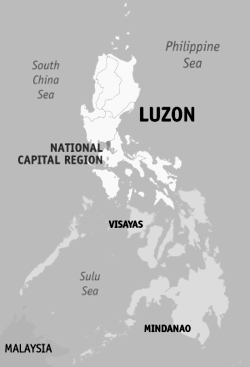 Philippine
Sea
South
China
Sea
LUZON
NATIONAL
CAPITAL REGION
VISAYAS
Sulu
Sea
MINDANAO
MALAYSIA